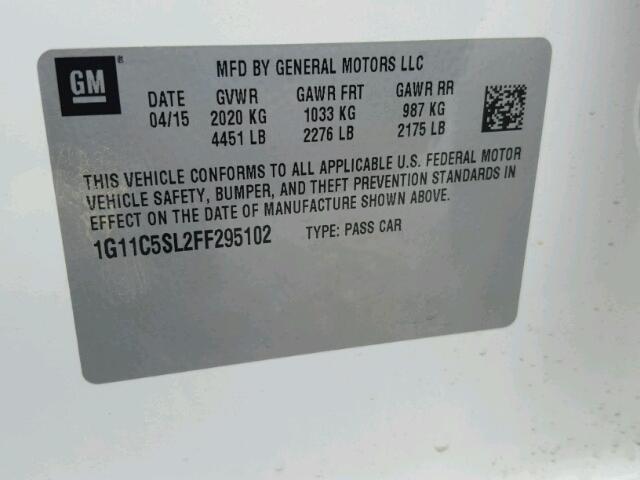 GM
MFD BY GENERAL MOTORS LLC
DATE GVWR GAWR FRT GAWR RR
04/15 2020 KG 1033 KG 987 KG
4451 LB 2276 LB 2175 LB
THIS VEHICLE CONFORMS TO ALL APPLICABLE U.S. FEDERAL MOTOR
VEHICLE SAFETY, BUMPER, AND THEFT PREVENTION STANDARDS IN
EFFECT ON THE DATE OF MANUFACTURE SHOWN ABOVE.
1G11C5SL2FF295102 TYPE: PASS CAR